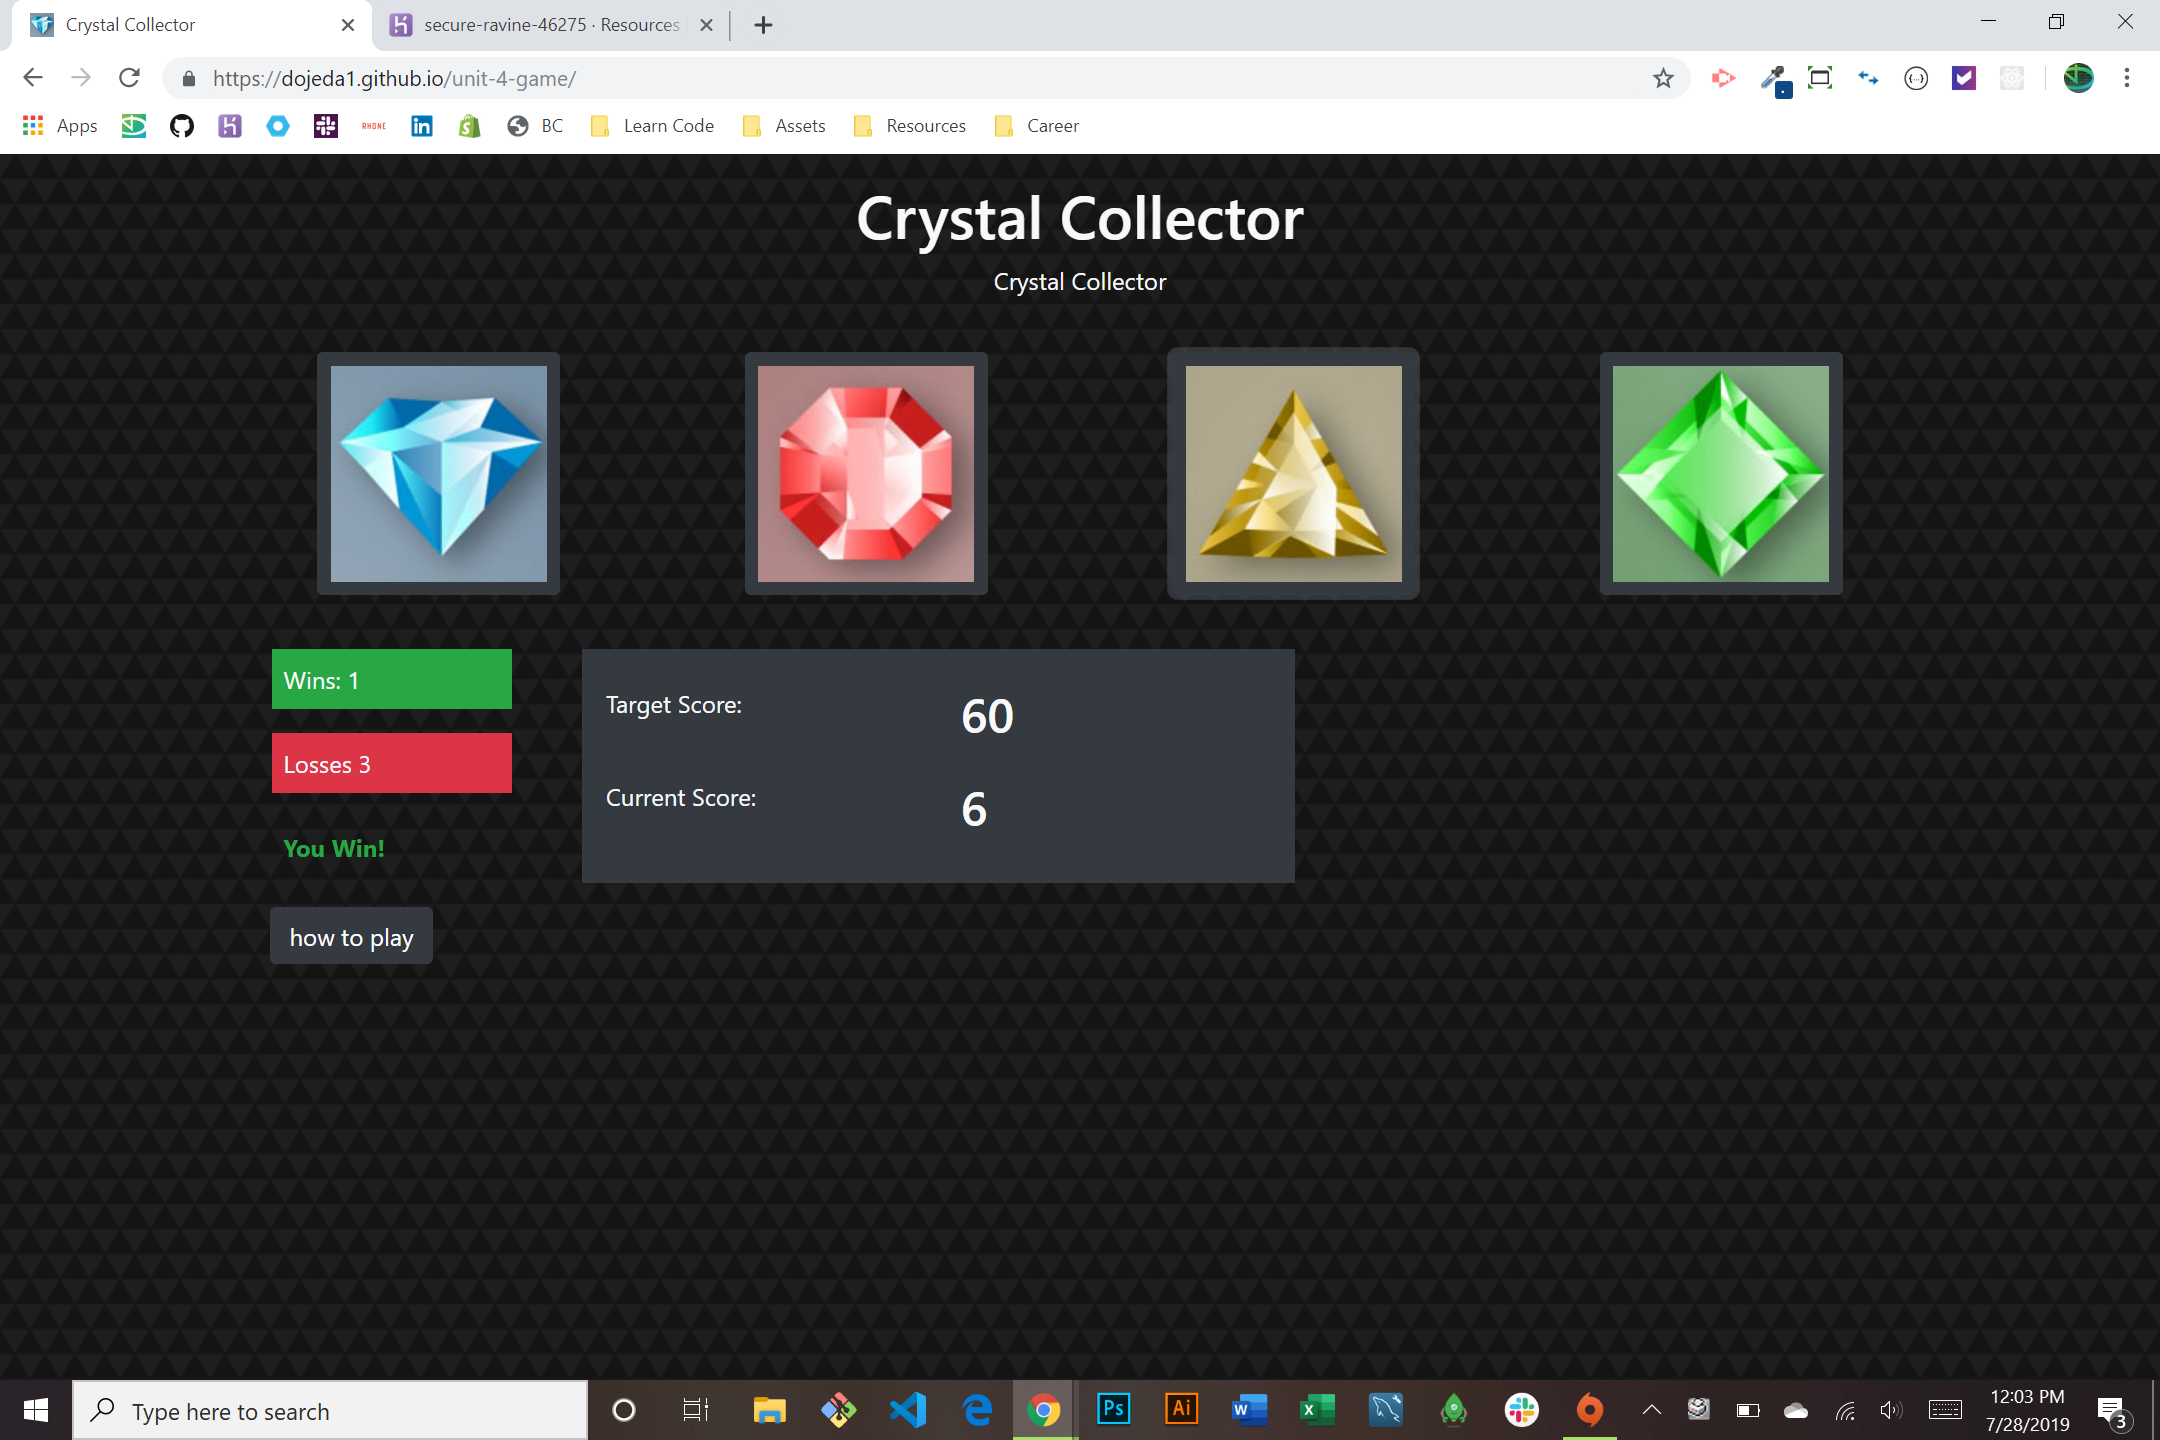 Crystal Collector
secure-ravine-46275 · Resources
https://dojeda1.github.io/unit-4-game/
Apps
RHONE
BC
Learn Code
Assets
Resources
Career
Crystal Collector
Crystal Collector
Wins: 1
Losses 3
You Win!
how to play
Target Score:
60
Current Score:
6
Type here to search
Ps
Ai
W
X
12:03 PM
7/28/2019
3